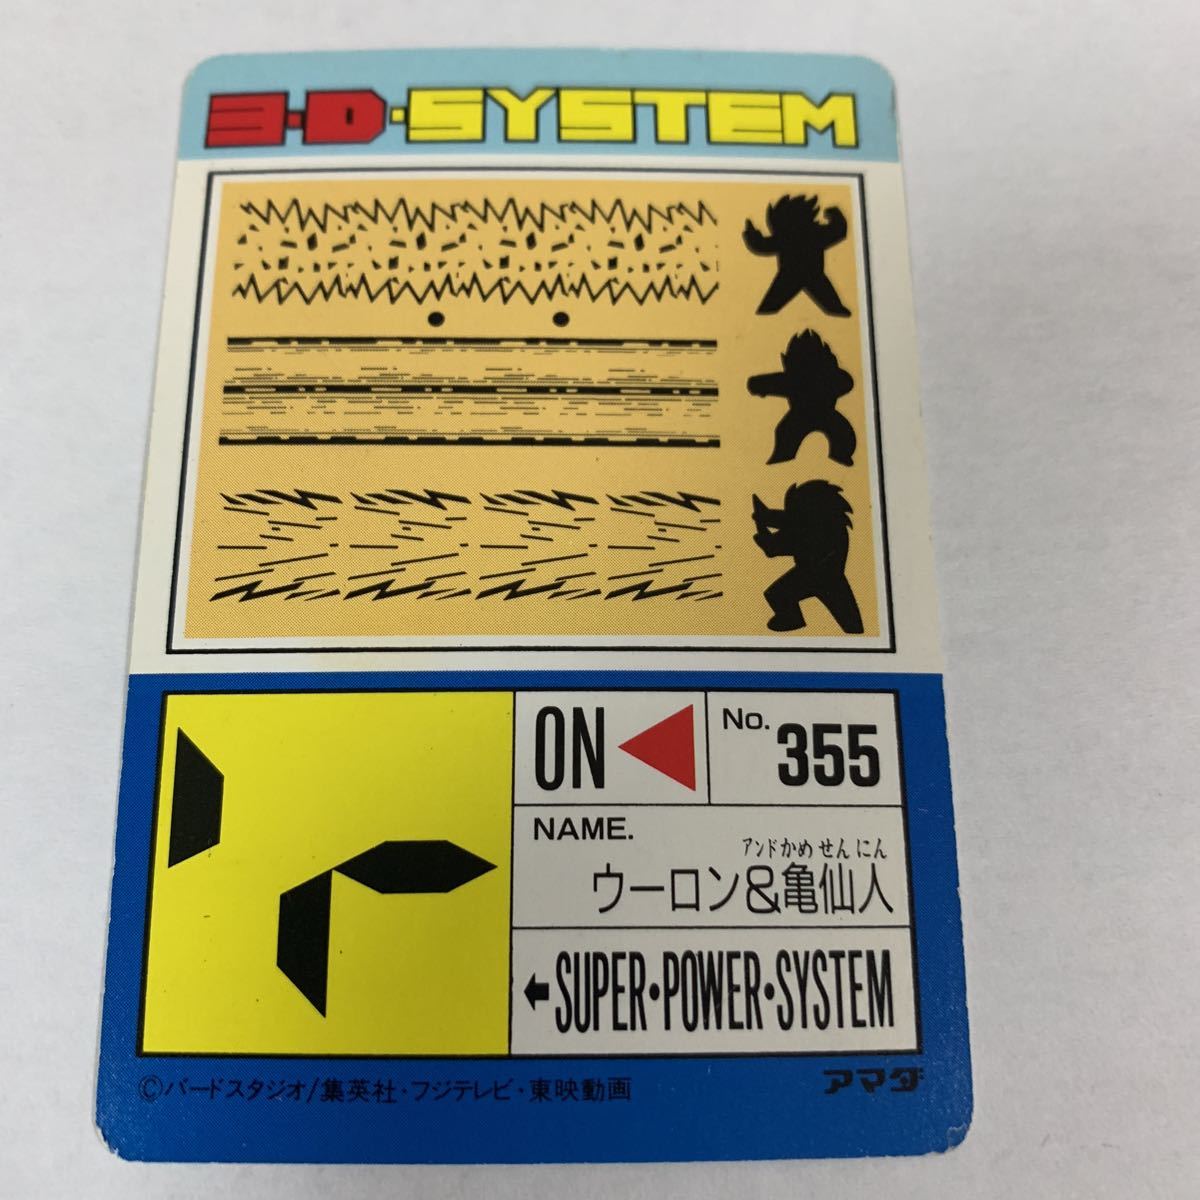 3・D・SYSTEM
ON
No. 355
NAME.
アンドかめせんにん
ウーロン&亀仙人
←SUPER・POWER・SYSTEM
©バードスタジオ/集英社・フジテレビ・東映動画
アマダ